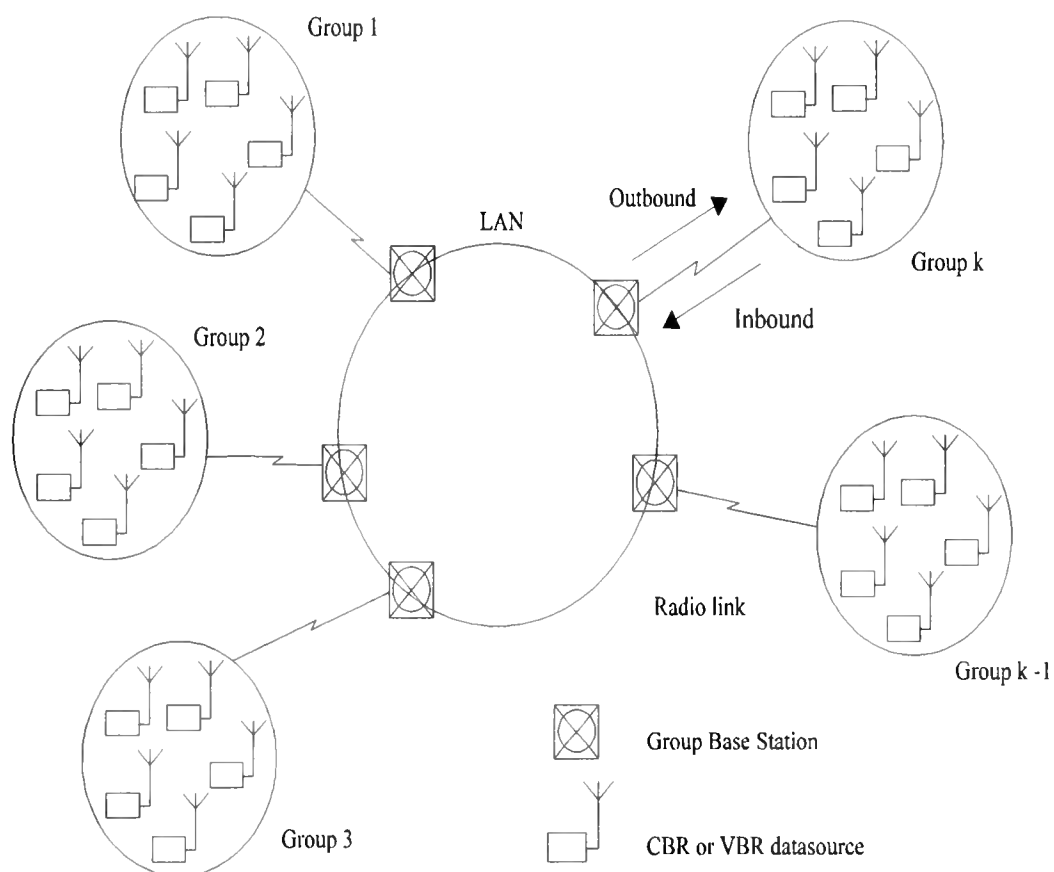 Group 1
Outbound
LAN
Group k
Inbound
Group 2
Radio link
Group k -1
Group Base Station
Group 3
CBR or VBR datasource